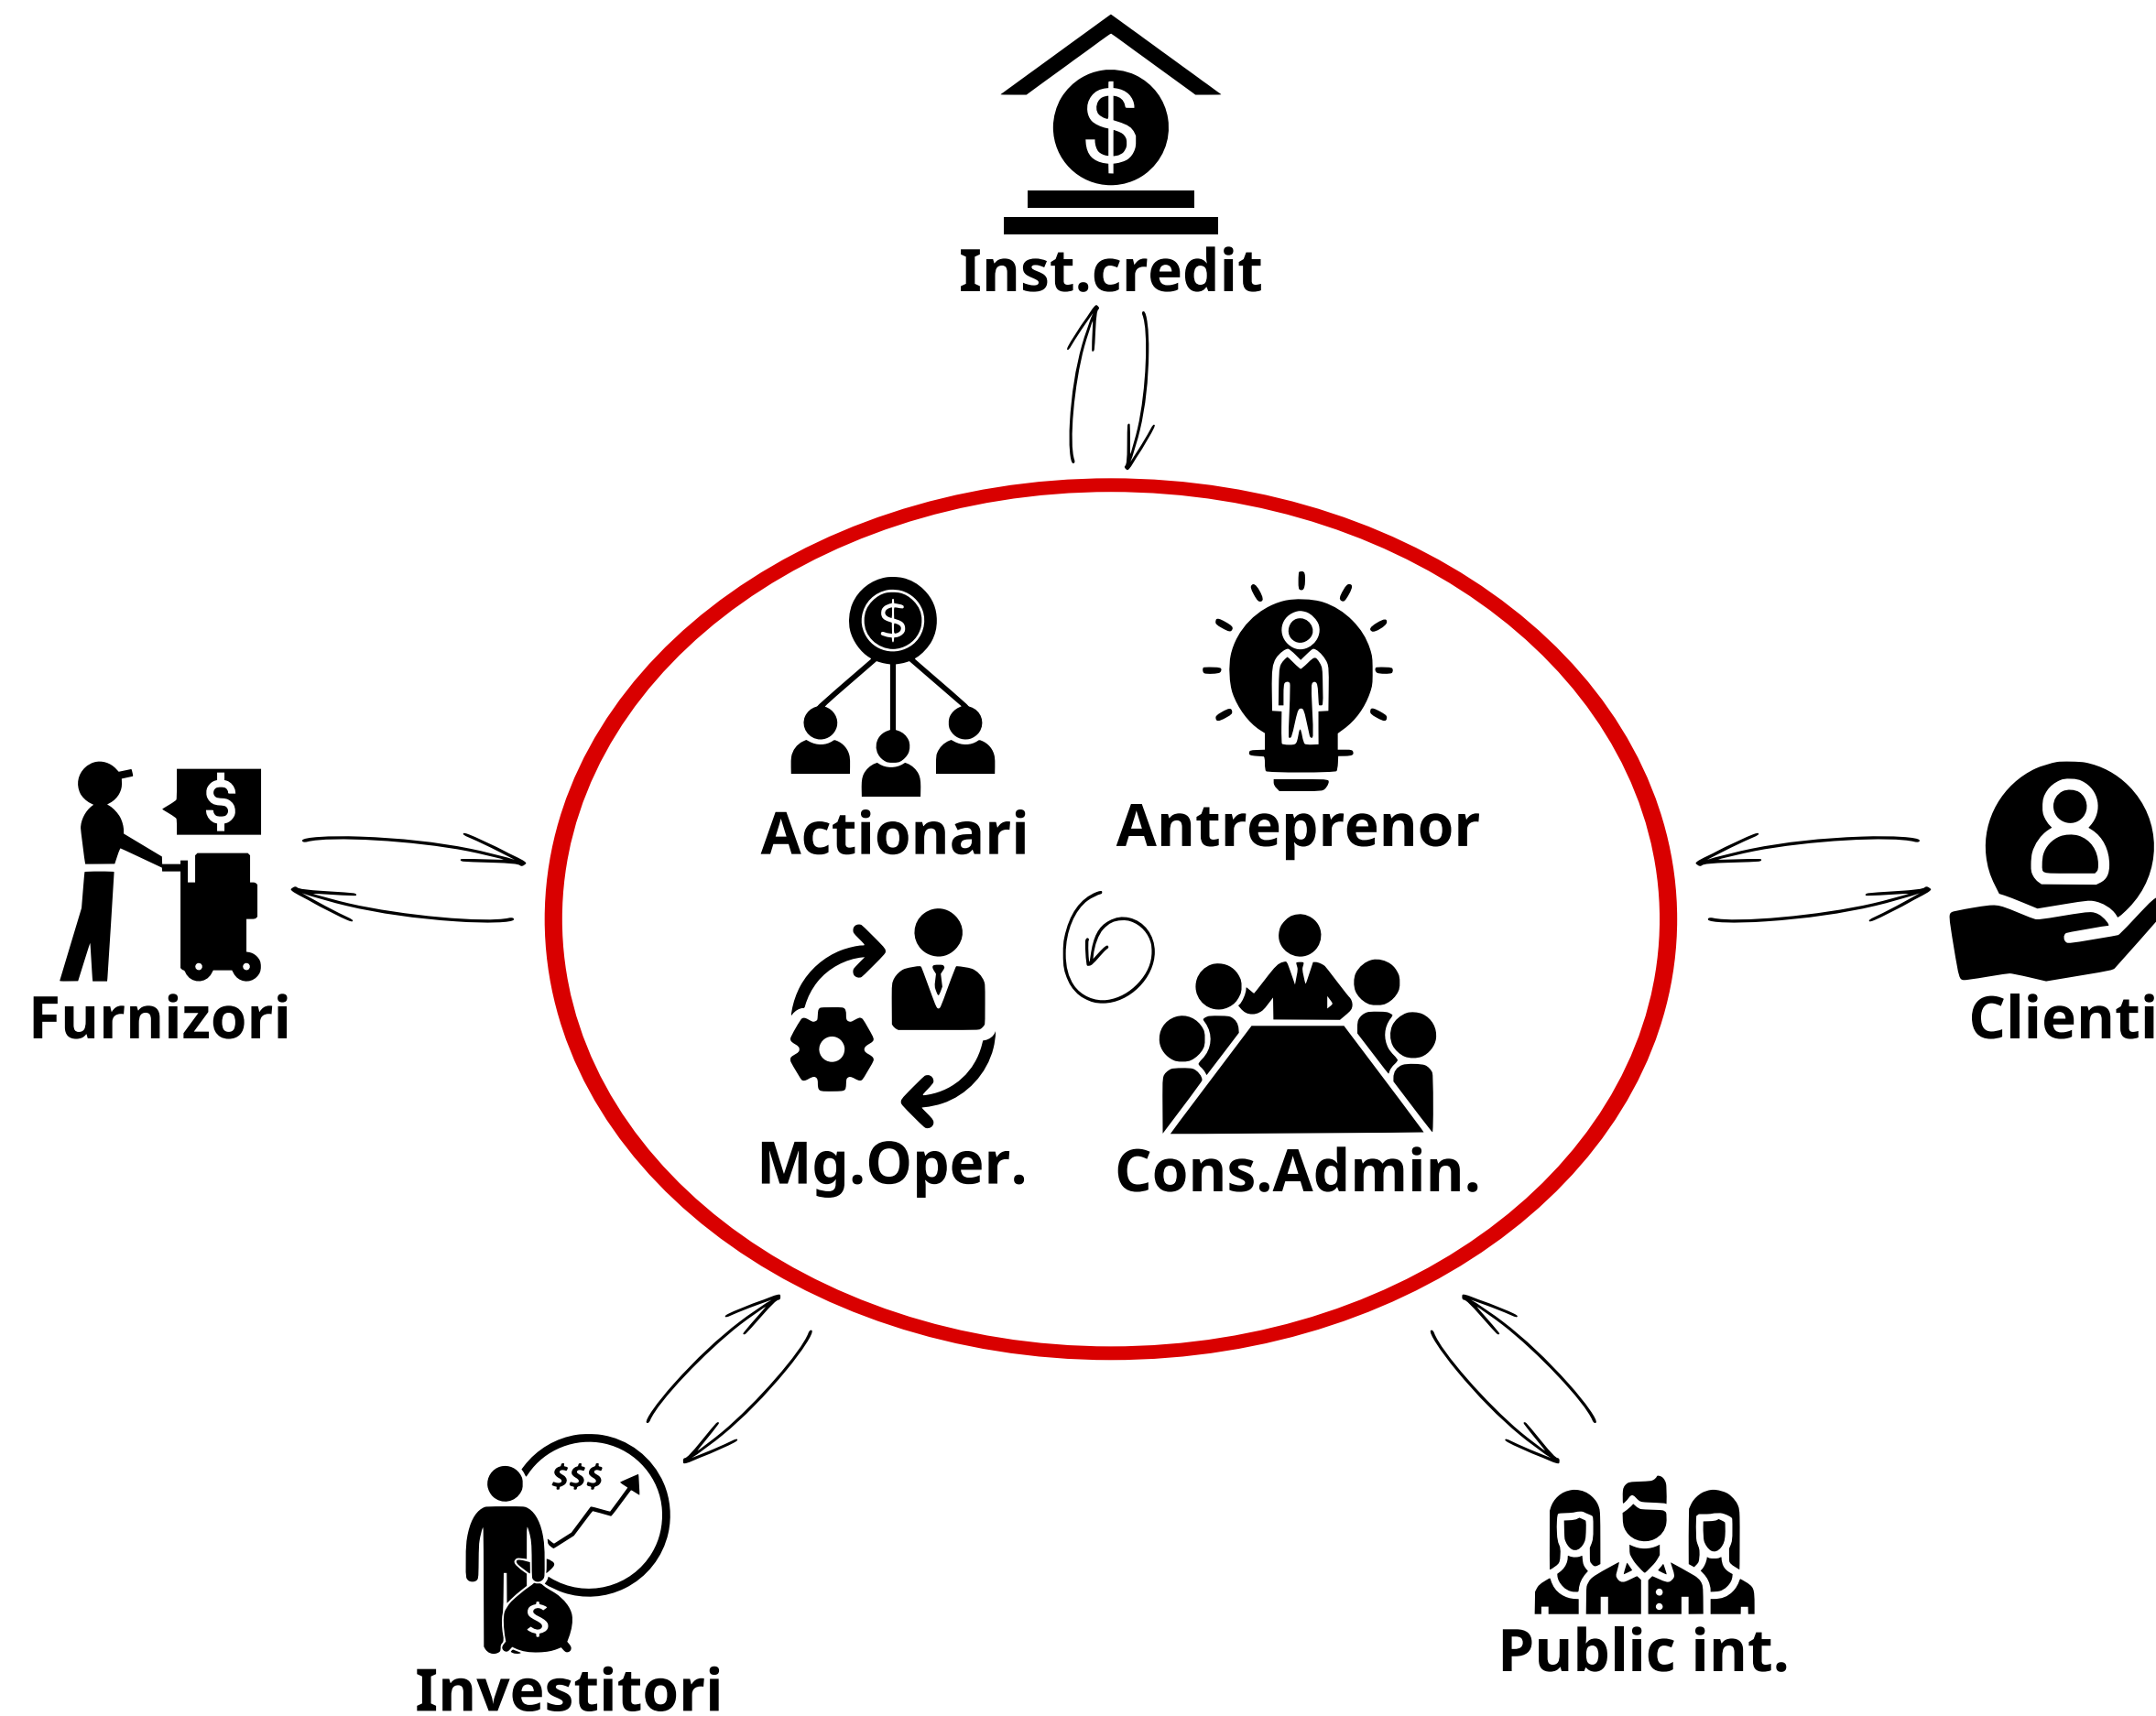 Inst.credit
Actionari
Antreprenor
Furnizori
Clienti
Mg.Oper.
Cons.Admin.
Investitori
Public int.